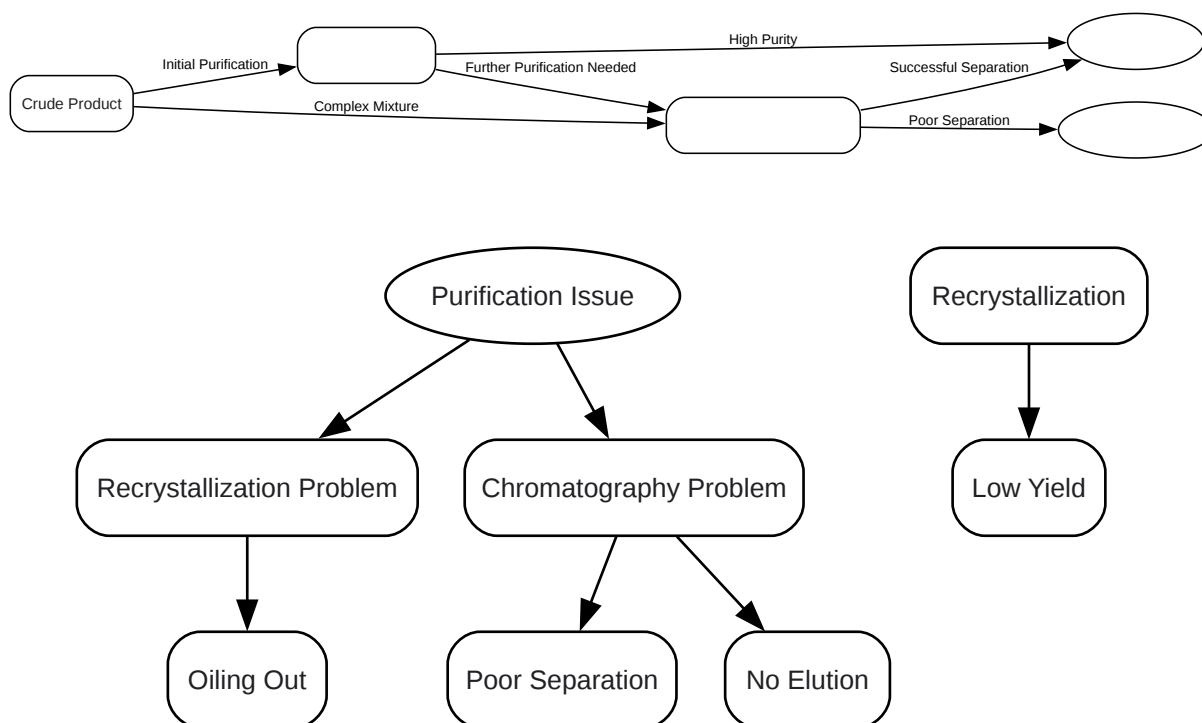 High Purity
Initial Purification
Further Purification Needed
Successful Separation
Crude Product
Complex Mixture
Poor Separation
Purification Issue
Recrystallization
Recrystallization Problem
Chromatography Problem
Low Yield
Oiling Out
Poor Separation
No Elution